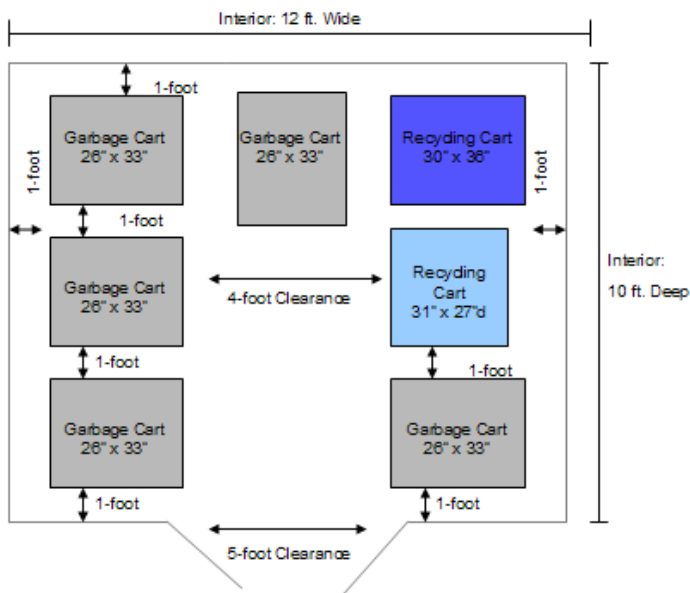 Interior: 12 ft. Wide
1-foot
Garbage Cart
26" x 33"
Garbage Cart
26" x 33"
Recyding Cart
30" x 36"
1-foot
1-foot
1-foot
Garbage Cart
26" x 33"
4-foot Clearance
Recyding
Cart
31" x 27"d
Interior:
10 ft. Deep
1-foot
1-foot
Garbage Cart
26" x 33"
Garbage Cart
26" x 33"
1-foot
1-foot
5-foot Clearance